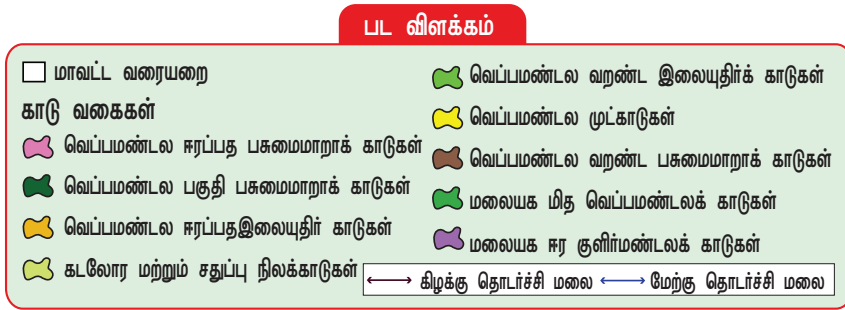 பட விளக்கம்
மாவட்ட வரையறை
காடு வகைகள்
வெப்பமண்டல ஈரப்பத பசுமைமாறாக் காடுகள்
வெப்பமண்டல பகுதி பசுமைமாறாக் காடுகள்
வெப்பமண்டல ஈரப்பதஇலையுதிர் காடுகள்
கடலோர மற்றும் சதுப்பு நிலக்காடுகள்
வெப்பமண்டல வறண்ட இலையுதிர்க் காடுகள்
வெப்பமண்டல முட்காடுகள்
வெப்பமண்டல வறண்ட பசுமைமாறாக் காடுகள்
மலையக மித வெப்பமண்டலக் காடுகள்
மலையக ஈர குளிர்மண்டலக் காடுகள்
கிழக்கு தொடர்ச்சி மலை மேற்கு தொடர்ச்சி மலை